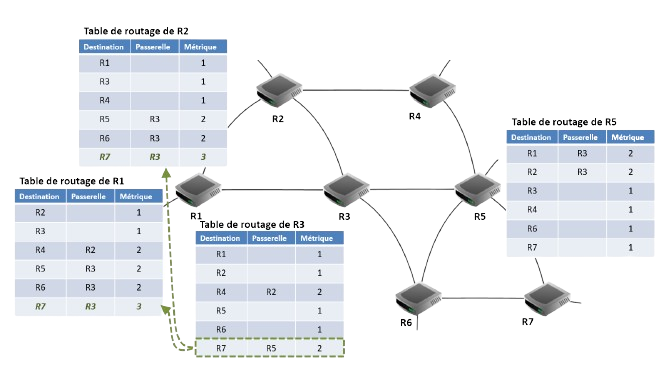 Table de routage de R2
Destination Passerelle Métrique
R1 1
R3 1
R4 1
R5 R3 2
R6 R3 2
R7 R3 3
R2
R4
Table de routage de R5
Destination Passerelle Métrique
R1 R3 2
R2 R3 2
R3 1
R4 1
R6 1
R7 1
Table de routage de R1
Destination Passerelle Métrique
R2 1
R3 1
R4 R2 2
R5 R3 2
R6 R3 2
R7 R3 3
R1
R3
R5
Table de routage de R3
Destination Passerelle Métrique
R1 1
R2 1
R4 R2 2
R5 1
R6 1
R7 R5 2
R6
R7